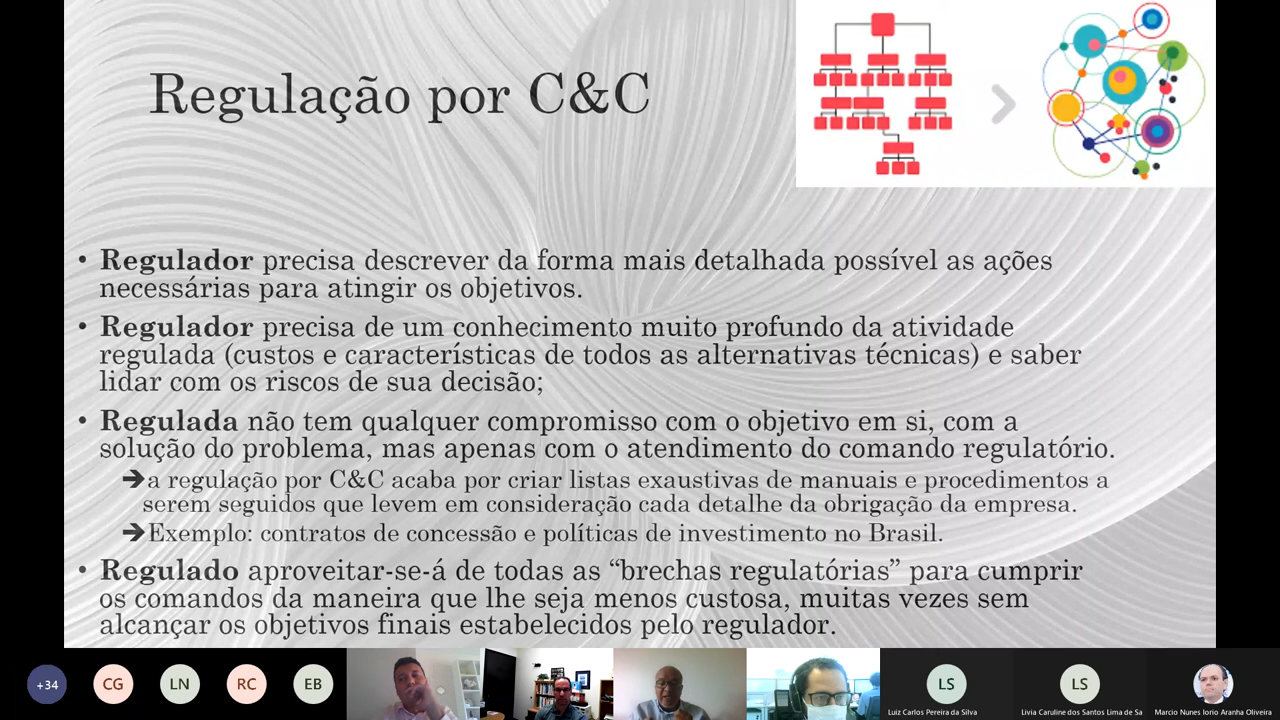 Regulação por C&C
• Regulador precisa descrever da forma mais detalhada possível as ações
necessárias para atingir os objetivos.
• Regulador precisa de um conhecimento muito profundo da atividade
regulada (custos e características de todos as alternativas técnicas) e saber
lidar com os riscos de sua decisão;
• Regulada não tem qualquer compromisso com o objetivo em si, com a
solução do problema, mas apenas com o atendimento do comando regulatório.
➔a regulação por C&C acaba por criar listas exaustivas de manuais e procedimentos a
serem seguidos que levem em consideração cada detalhe da obrigação da empresa.
➔Exemplo: contratos de concessão e políticas de investimento no Brasil.
• Regulado aproveitar-se-á de todas as “brechas regulatórias” para cumprir
os comandos da maneira que lhe seja menos custosa, muitas vezes sem
alcançar os objetivos finais estabelecidos pelo regulador.
+34
CG
LN
RC
EB
LS
Luiz Carlos Pereira da Silva
LS
Livia Caruline dos Santos Lima de Sa
Marcio Nunes Iorio Aranha Oliveira